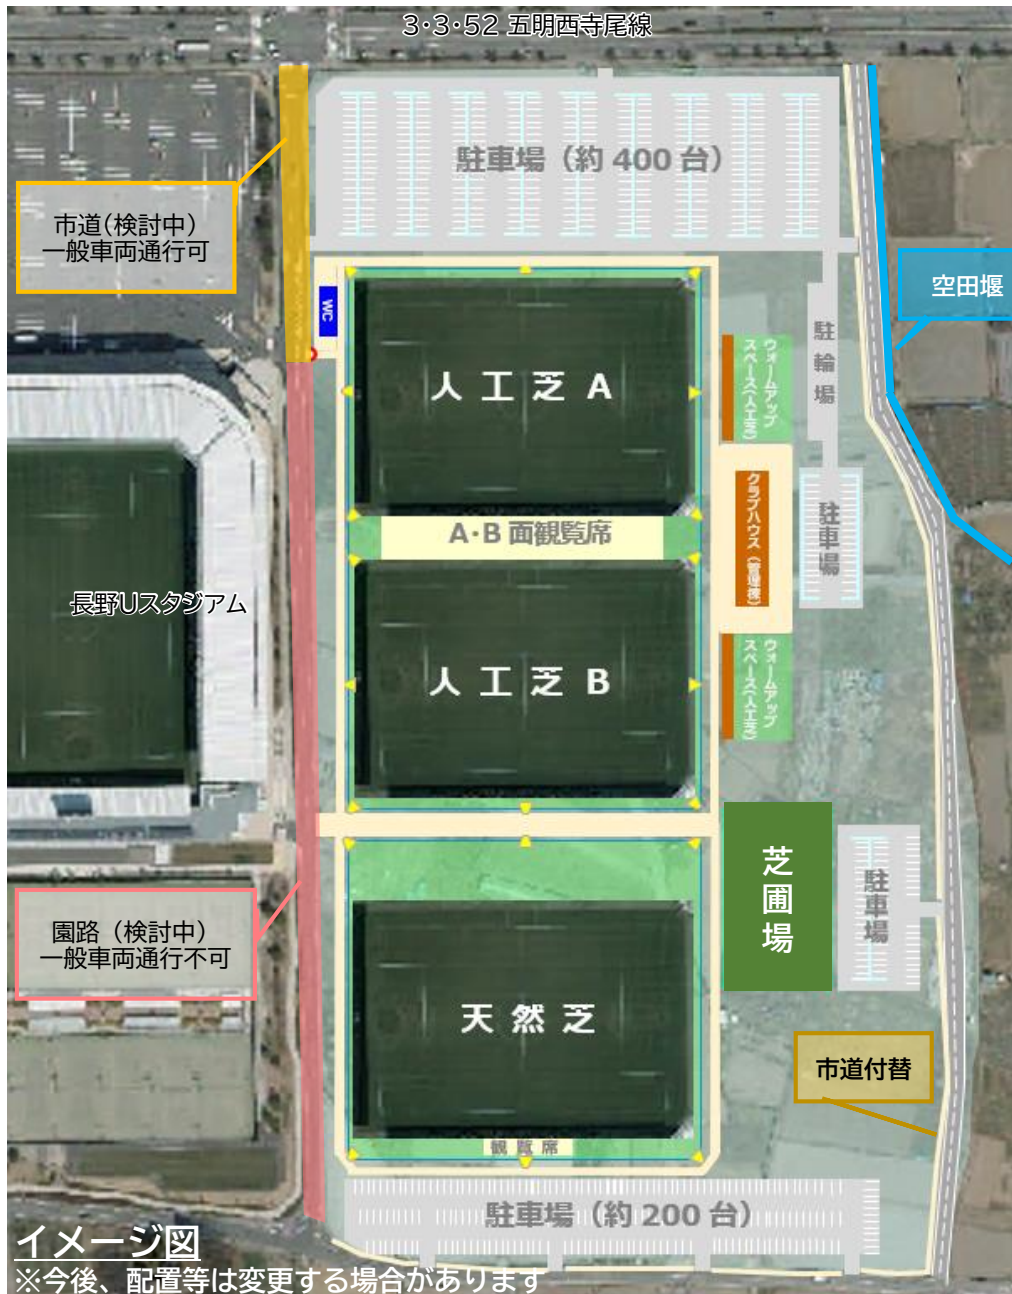 3・3・52 五明西寺尾線
駐車場（約 400 台）
市道（検討中）
一般車両通行可
空田堰
WC
駐輪場
人工芝 A
ウォームアップ
スペース（人工芝）
A・B 面観覧席
クラブハウス（管理棟）
駐車場
長野Uスタジアム
人工芝 B
ウォームアップ
スペース（人工芝）
芝圃場
駐車場
園路（検討中）
一般車両通行不可
天然芝
市道付替
観覧席
駐車場（約 200 台）
イメージ図
※今後、配置等は変更する場合があります